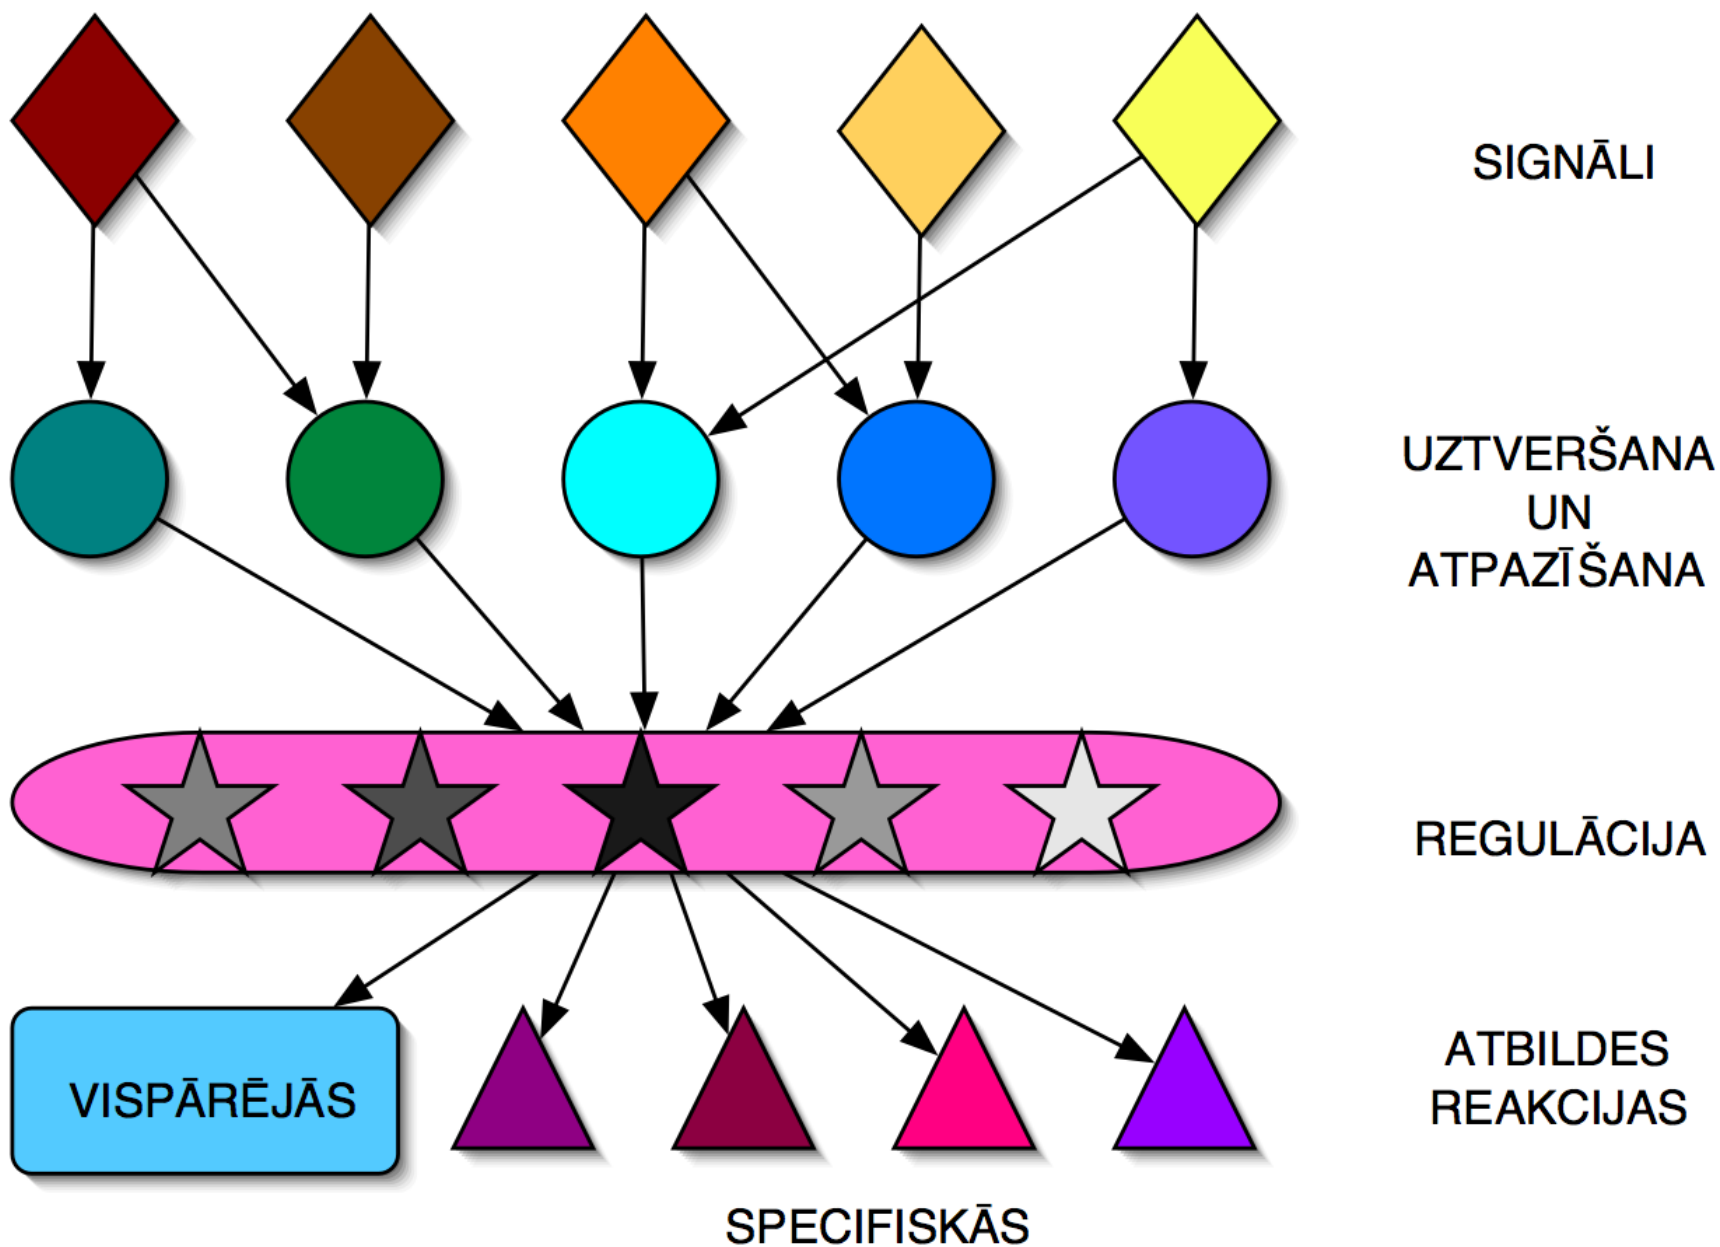 SIGNĀLI
UZTVERŠANA
UN
ATPAZĪŠANA
REGULĀCIJA
VISPĀRĒJĀS
ATBILDES
REAKCIJAS
SPECIFISKĀS